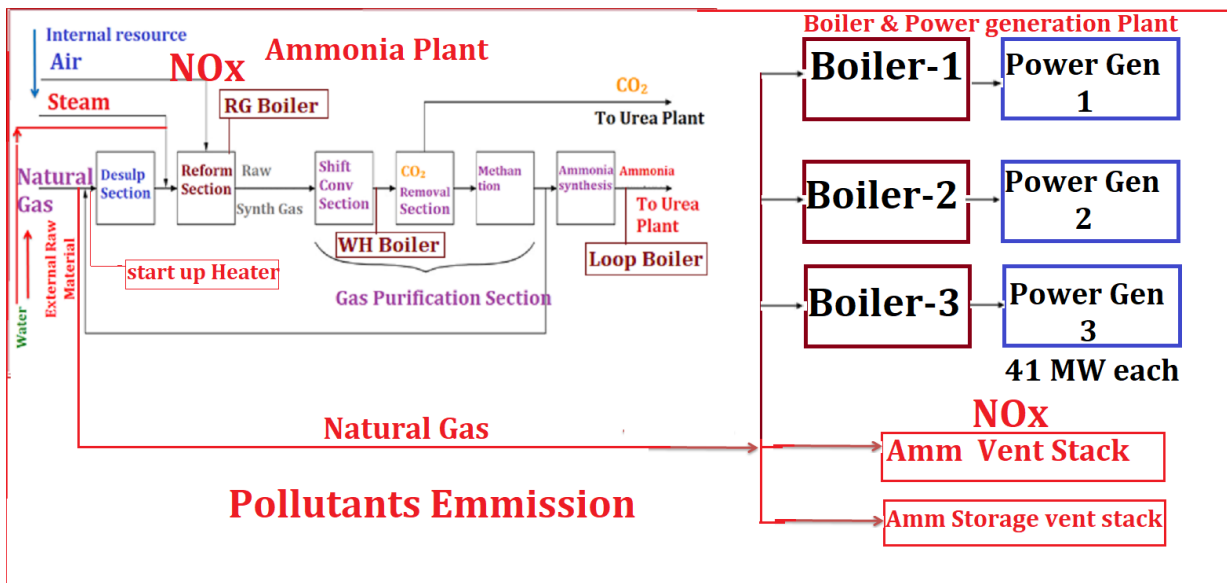 Internal resource
Air
NOx
Ammonia Plant
Steam
RG Boiler
CO₂
To Urea Plant
Natural
Gas
Desulp
Section
Reform
Section
Raw
Synth Gas
Shift
Conv
Section
CO₂
Removal
Section
Methan
tion
Ammonia
synthesis
Ammonia
To Urea
Plant
WH Boiler
Loop Boiler
start up Heater
Gas Purification Section
Water
External Raw
Material
Natural Gas
Pollutants Emmission
Boiler & Power generation Plant
Boiler-1
Power Gen
1
Boiler-2
Power Gen
2
Boiler-3
Power Gen
3
41 MW each
NOx
Amm Vent Stack
Amm Storage vent stack